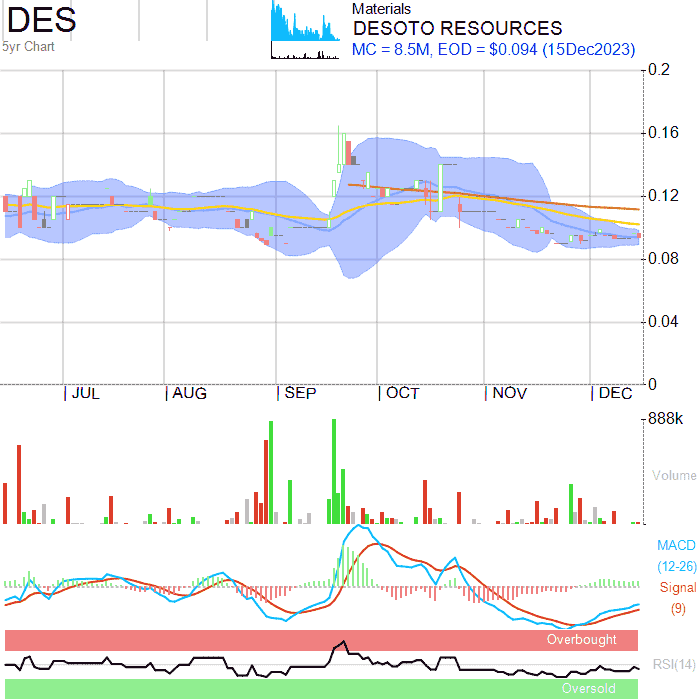 DES
5yr Chart
Materials
DESOTO RESOURCES
MC = 8.5M, EOD = $0.094 (15Dec2023)
0.2
0.16
0.12
0.08
0.04
0
JUL AUG SEP OCT NOV DEC
888k
Volume
MACD
(12-26)
Signal
(9)
Overbought
RSI(14)
Oversold